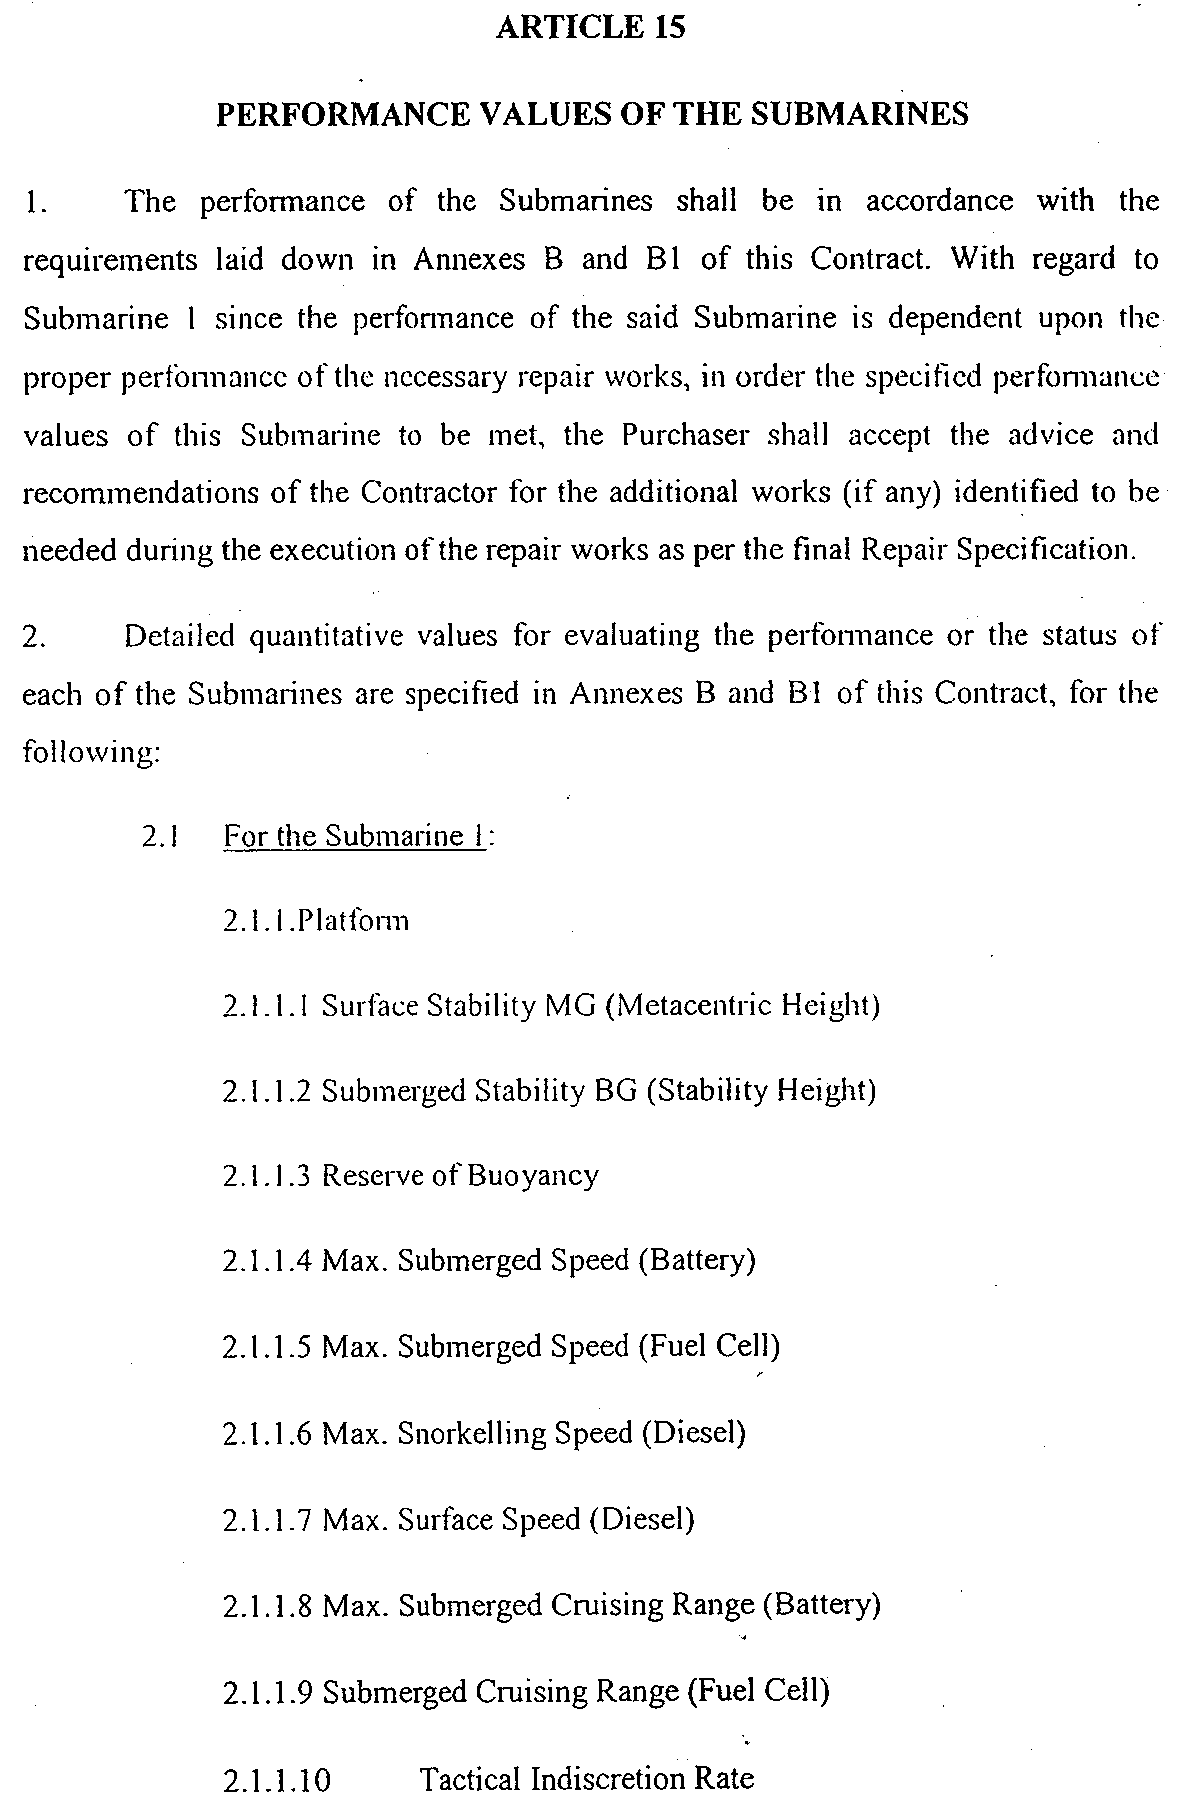 ARTICLE 15
PERFORMANCE VALUES OF THE SUBMARINES
1. The performance of the Submarines shall be in accordance with the
requirements laid down in Annexes B and B1 of this Contract. With regard to
Submarine 1 since the performance of the said Submarine is dependent upon the
proper performance of the necessary repair works, in order the specified performance
values of this Submarine to be met, the Purchaser shall accept the advice and
recommendations of the Contractor for the additional works (if any) identified to be
needed during the execution of the repair works as per the final Repair Specification.
2. Detailed quantitative values for evaluating the performance or the status of
each of the Submarines are specified in Annexes B and B1 of this Contract, for the
following:
2.1 For the Submarine 1:
2.1.1.Platform
2.1.1.1 Surface Stability MG (Metacentric Height)
2.1.1.2 Submerged Stability BG (Stability Height)
2.1.1.3 Reserve of Buoyancy
2.1.1.4 Max. Submerged Speed (Battery)
2.1.1.5 Max. Submerged Speed (Fuel Cell)
2.1.1.6 Max. Snorkelling Speed (Diesel)
2.1.1.7 Max. Surface Speed (Diesel)
2.1.1.8 Max. Submerged Cruising Range (Battery)
2.1.1.9 Submerged Cruising Range (Fuel Cell)
2.1.1.10 Tactical Indiscretion Rate